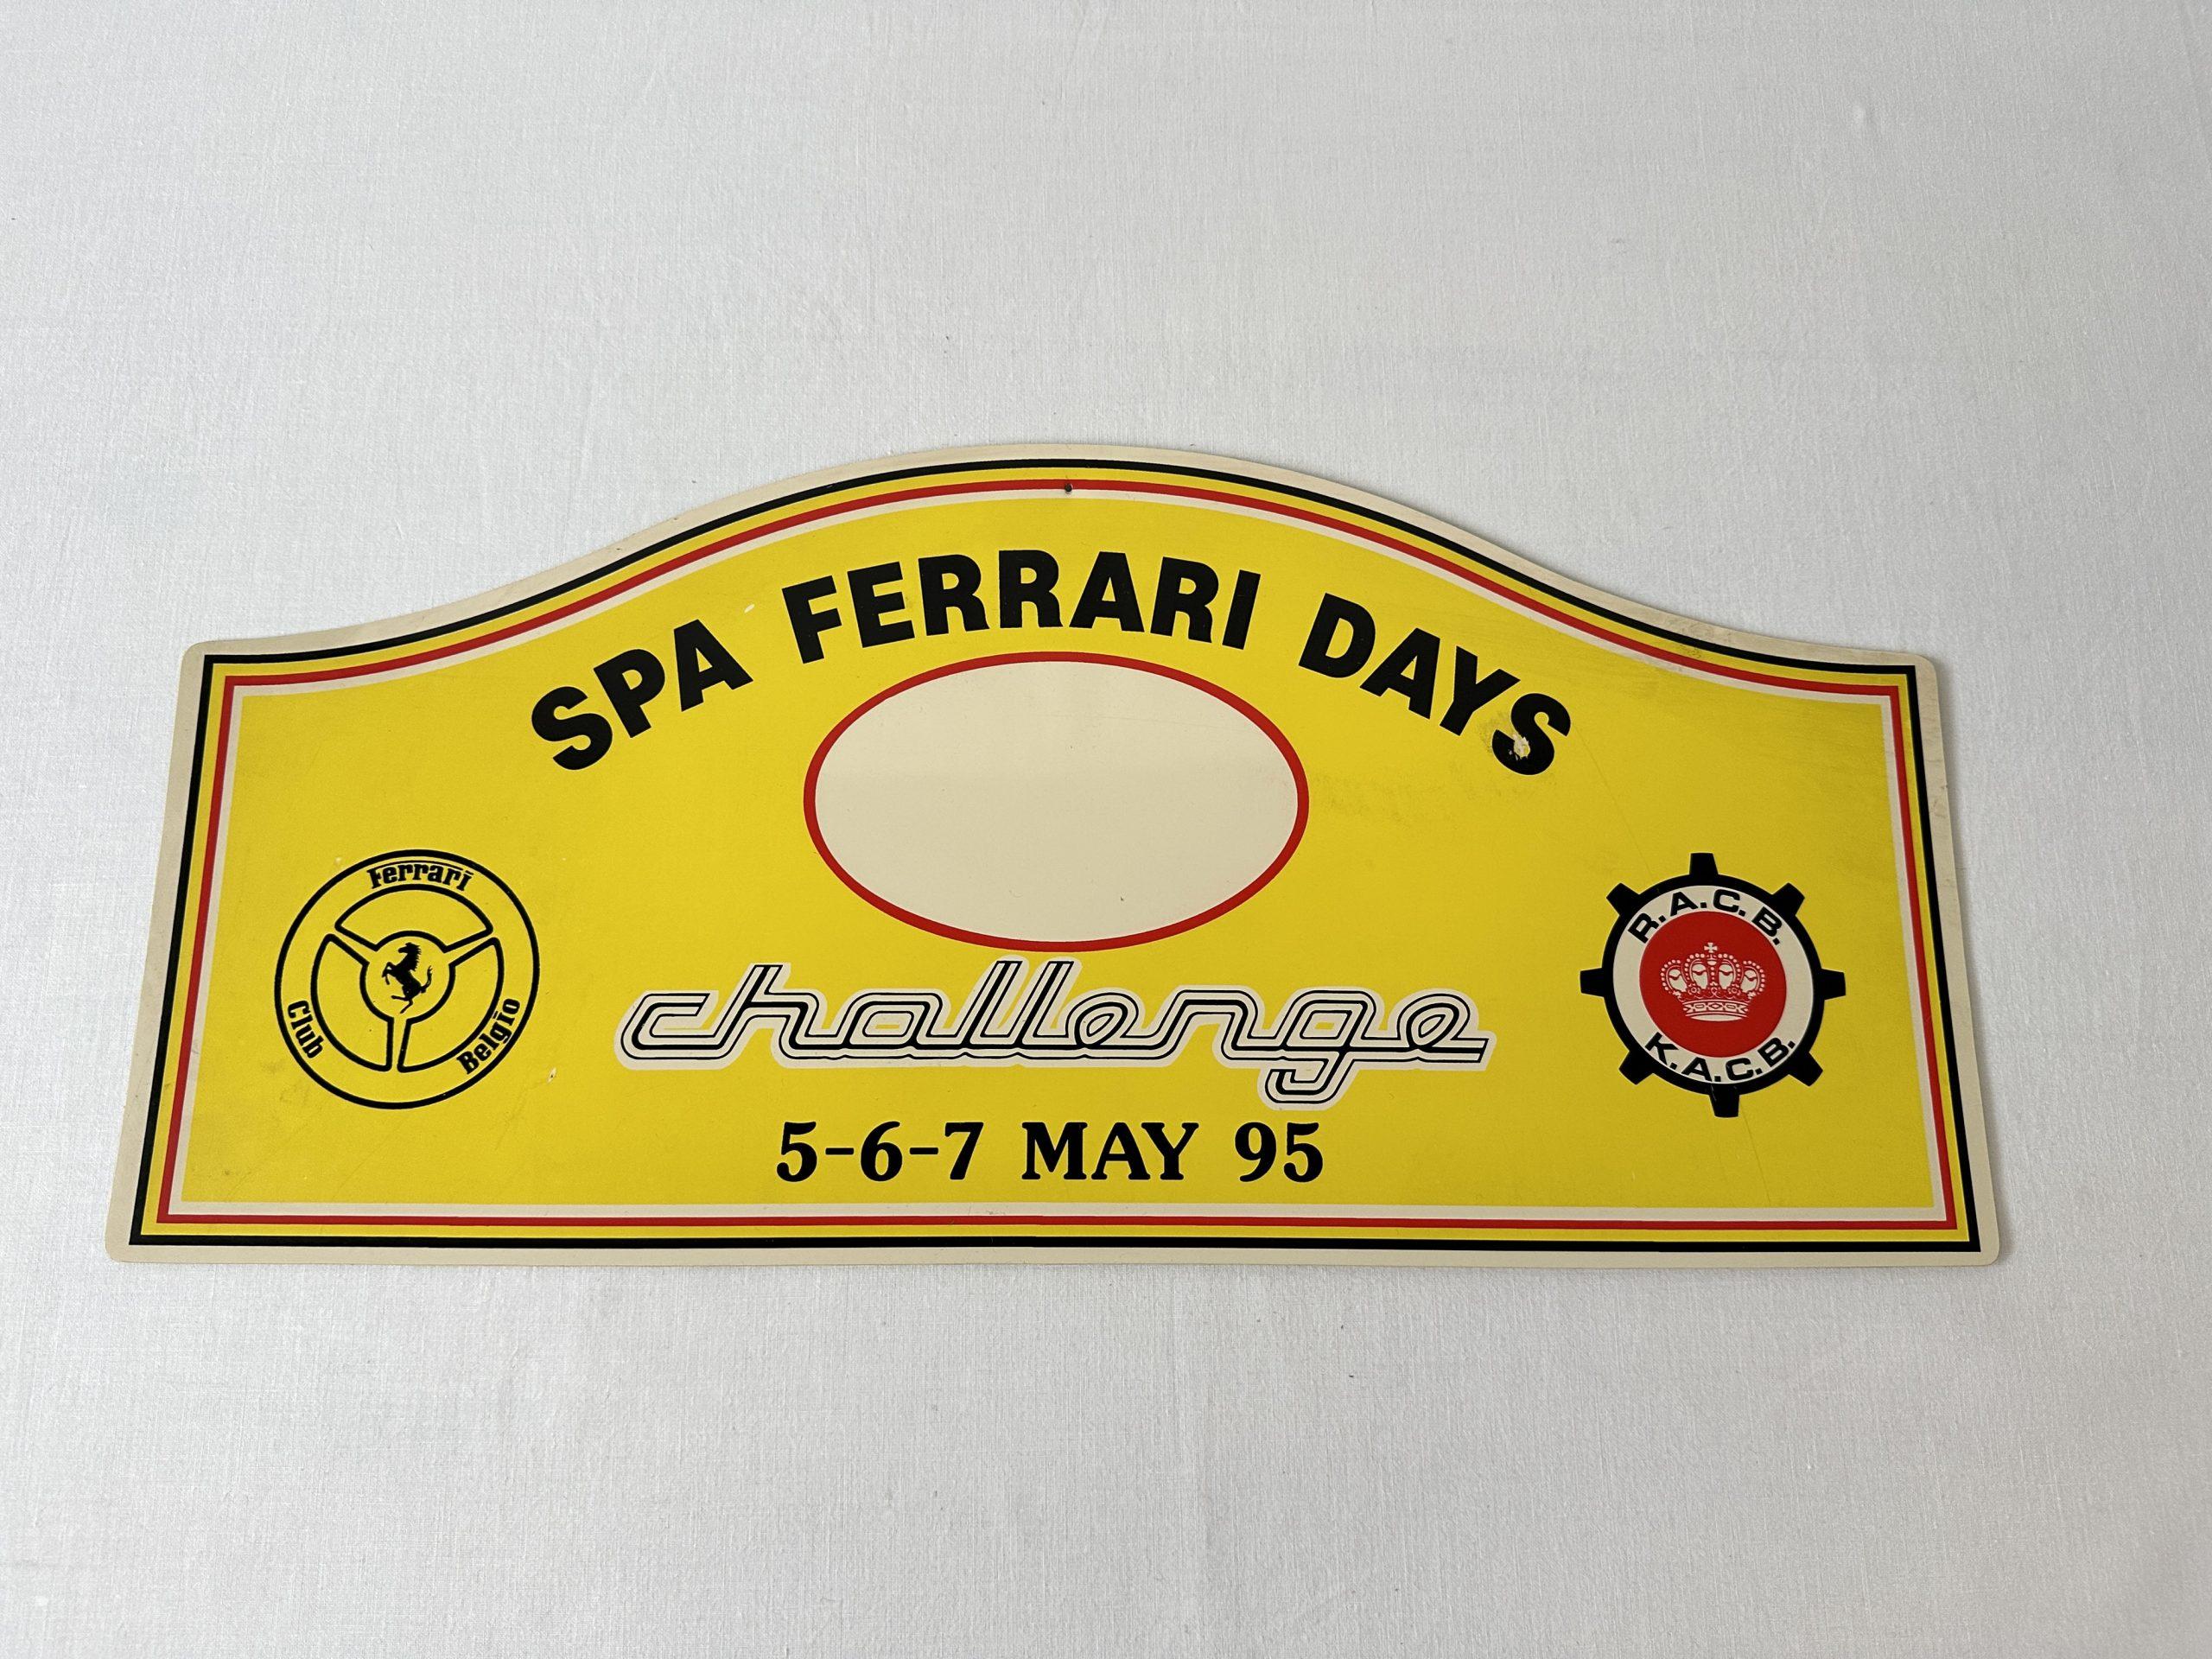 SPA FERRARI DAYS
Ferrari
Club
Belgio
challenge
R.A.C.B.
K.A.C.B.
5-6-7 MAY 95